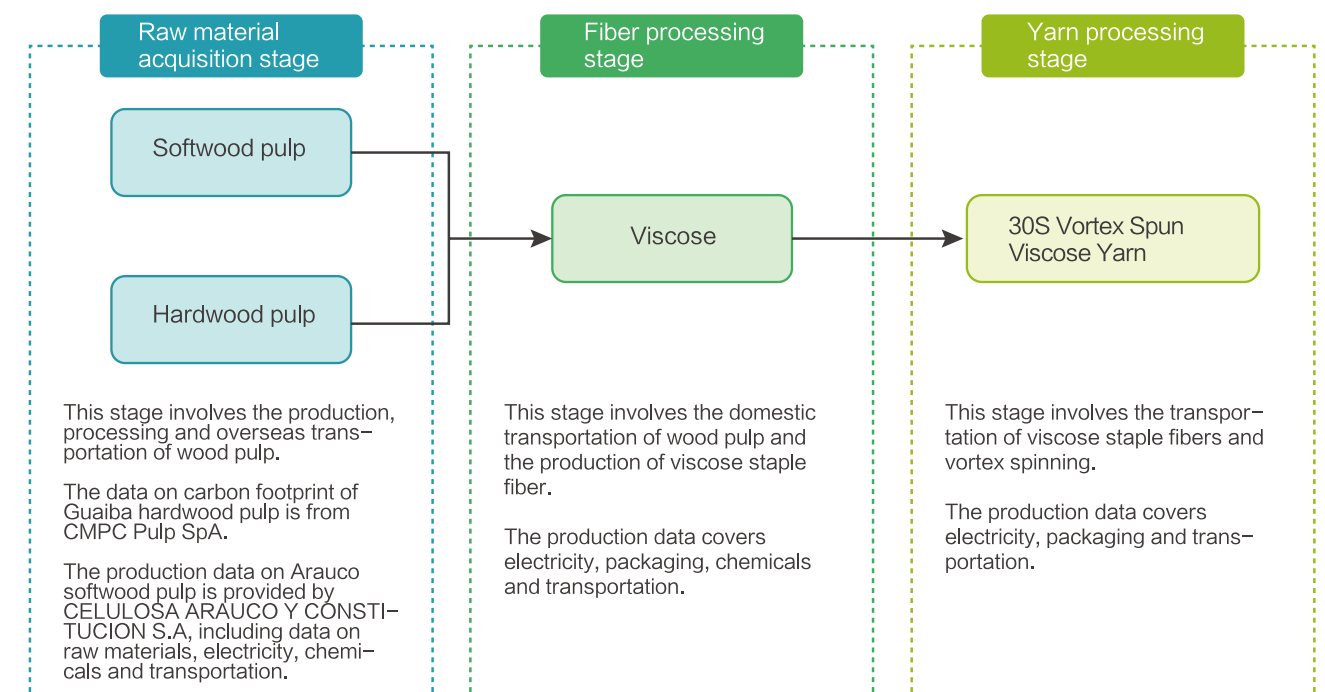 Raw material
acquisition stage
Softwood pulp
Hardwood pulp
This stage involves the production,
processing and overseas trans-
portation of wood pulp.
The data on carbon footprint of
Guaiba hardwood pulp is from
CMPC Pulp SpA.
The production data on Arauco
softwood pulp is provided by
CELULOSA ARAUCO Y CONSTI-
TUCION S.A, including data on
raw materials, electricity, chemi-
cals and transportation.
Fiber processing
stage
Viscose
This stage involves the domestic
transportation of wood pulp and
the production of viscose staple
fiber.
The production data covers
electricity, packaging, chemicals
and transportation.
Yarn processing
stage
30S Vortex Spun
Viscose Yarn
This stage involves the transpor-
tation of viscose staple fibers and
vortex spinning.
The production data covers
electricity, packaging and trans-
portation.